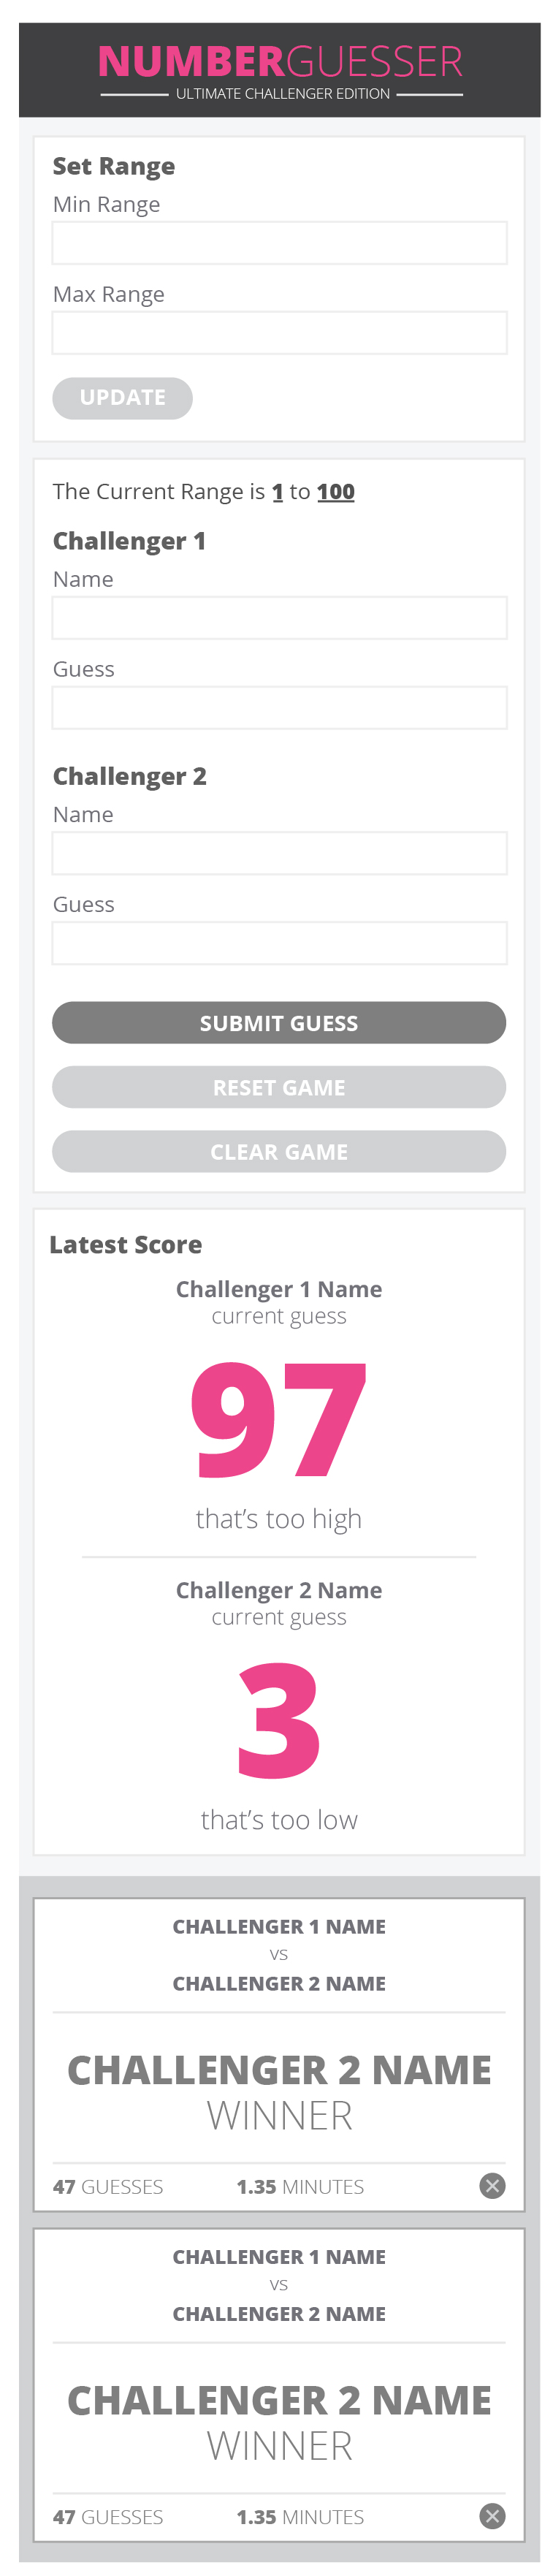 NUMBERGUESSER
ULTIMATE CHALLENGER EDITION
Set Range
Min Range
Max Range
UPDATE
The Current Range is 1 to 100
Challenger 1
Name
Guess
Challenger 2
Name
Guess
SUBMIT GUESS
RESET GAME
CLEAR GAME
Latest Score
Challenger 1 Name
current guess
97
that's too high
Challenger 2 Name
current guess
3
that's too low
CHALLENGER 1 NAME
VS
CHALLENGER 2 NAME
CHALLENGER 2 NAME
WINNER
47 GUESSES 1.35 MINUTES
CHALLENGER 1 NAME
VS
CHALLENGER 2 NAME
CHALLENGER 2 NAME
WINNER
47 GUESSES 1.35 MINUTES